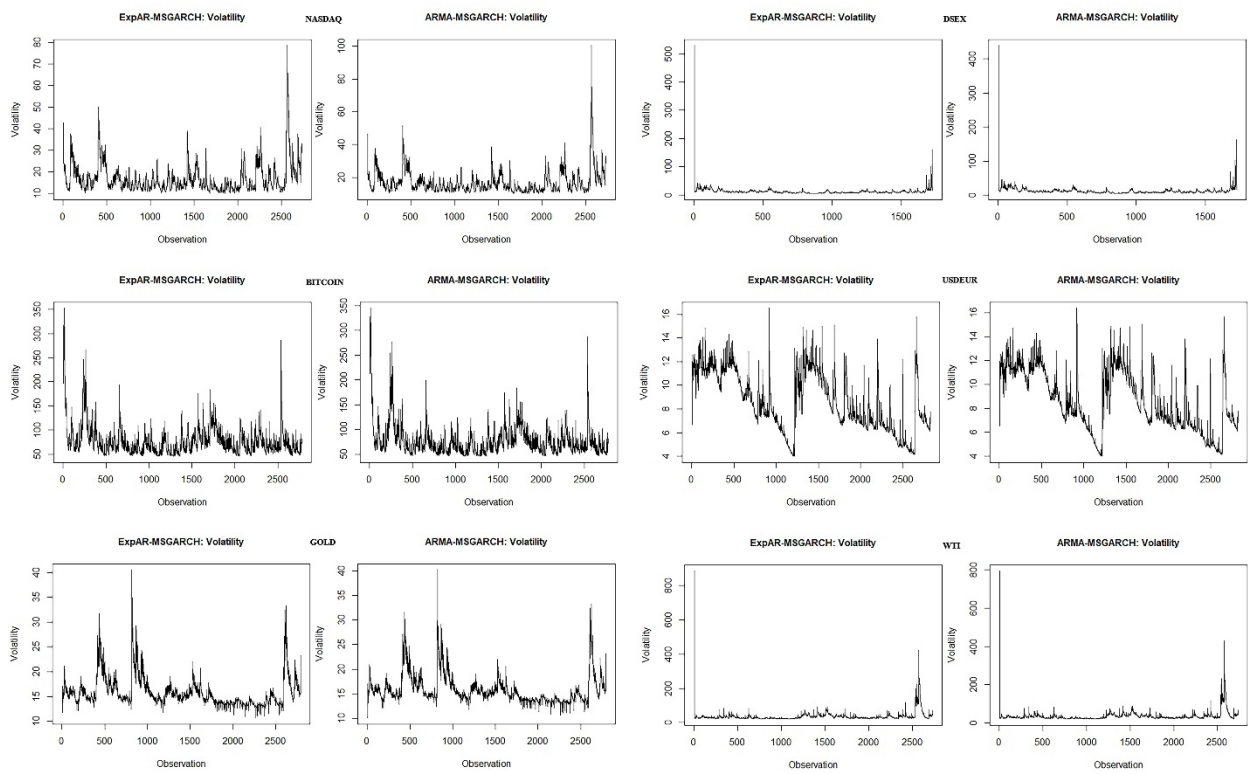 ExpAR-MSGARCH: Volatility NASDAQ ARMA-MSGARCH: Volatility
Volatility
10 20 30 40 50 60 70 80
0 500 1000 1500 2000 2500
Observation
Volatility
20 40 60 80 100
0 500 1000 1500 2000 2500
Observation
ExpAR-MSGARCH: Volatility DSEX ARMA-MSGARCH: Volatility
Volatility
0 100 200 300 400 500
0 500 1000 1500
Observation
Volatility
0 100 200 300 400
0 500 1000 1500
Observation
ExpAR-MSGARCH: Volatility BITCOIN ARMA-MSGARCH: Volatility
Volatility
50 100 150 200 250 300 350
0 500 1000 1500 2000 2500
Observation
Volatility
50 100 150 200 250 300 350
0 500 1000 1500 2000 2500
Observation
ExpAR-MSGARCH: Volatility USDEUR ARMA-MSGARCH: Volatility
Volatility
4 6 8 10 12 14 16
0 500 1000 1500 2000 2500
Observation
Volatility
4 6 8 10 12 14 16
0 500 1000 1500 2000 2500
Observation
ExpAR-MSGARCH: Volatility GOLD ARMA-MSGARCH: Volatility
Volatility
10 15 20 25 30 35 40
0 500 1000 1500 2000 2500
Observation
Volatility
10 15 20 25 30 35 40
0 500 1000 1500 2000 2500
Observation
ExpAR-MSGARCH: Volatility WTI ARMA-MSGARCH: Volatility
Volatility
0 200 400 600 800
0 500 1000 1500 2000 2500
Observation
Volatility
0 200 400 600 800
0 500 1000 1500 2000 2500
Observation